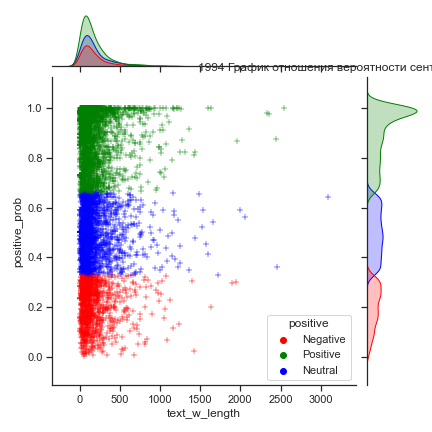 1994 График отношения вероятности сент
1.0
0.8
0.6
0.4
0.2
0.0
positive_prob
0
500
1000
1500
2000
2500
3000
text_w_length
positive
Negative
Positive
Neutral